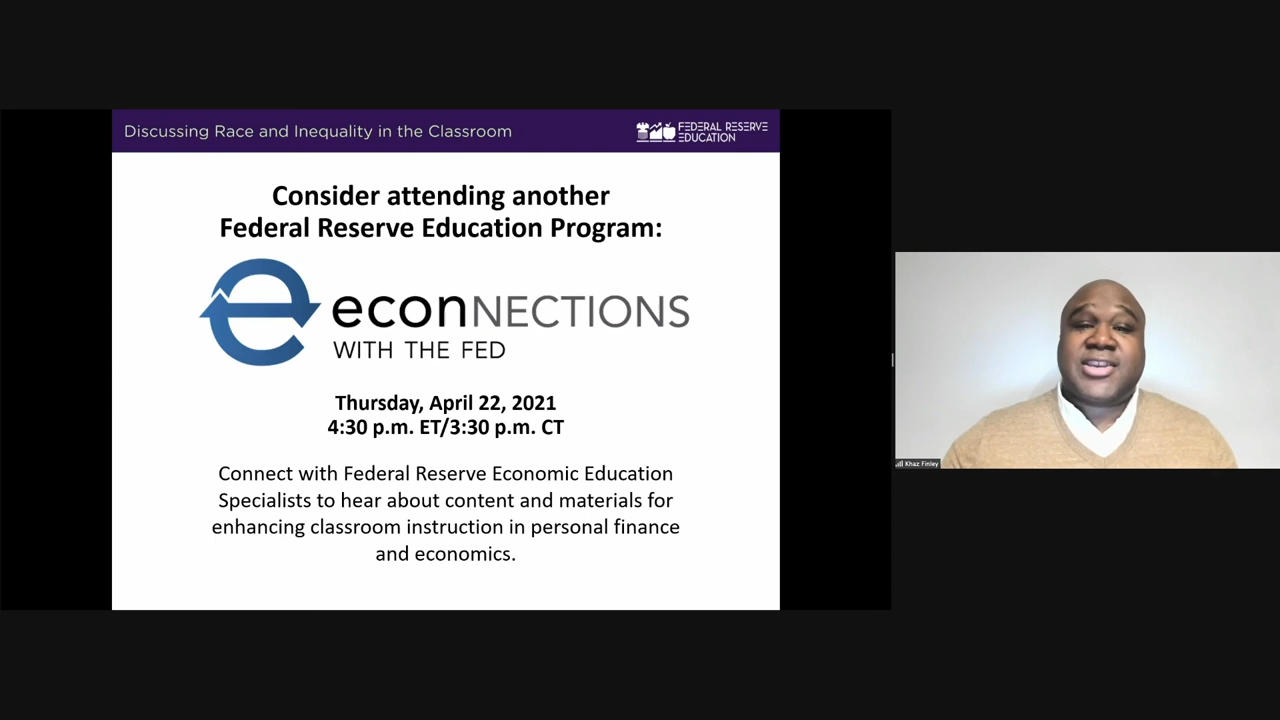 Discussing Race and Inequality in the Classroom
FEDERAL RESERVE
EDUCATION
Consider attending another
Federal Reserve Education Program:
e econNECTIONS
WITH THE FED
Thursday, April 22, 2021
4:30 p.m. ET/3:30 p.m. CT
Connect with Federal Reserve Economic Education
Specialists to hear about content and materials for
enhancing classroom instruction in personal finance
and economics.
Khaz Finley